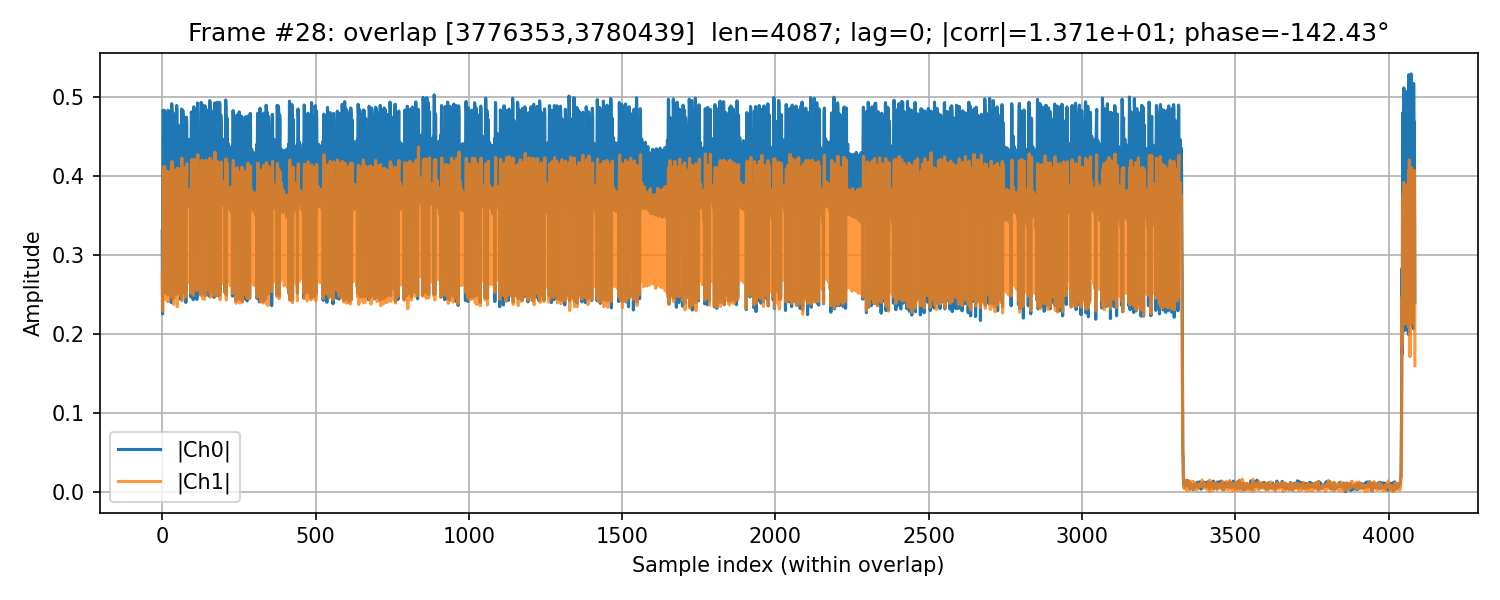 Frame #28: overlap [3776353,3780439]  len=4087; lag=0; |corr|=1.371e+01; phase=-142.43°
Amplitude
0.5
0.4
0.3
0.2
0.1
0.0
|Ch0|
|Ch1|
0 500 1000 1500 2000 2500 3000 3500 4000
Sample index (within overlap)